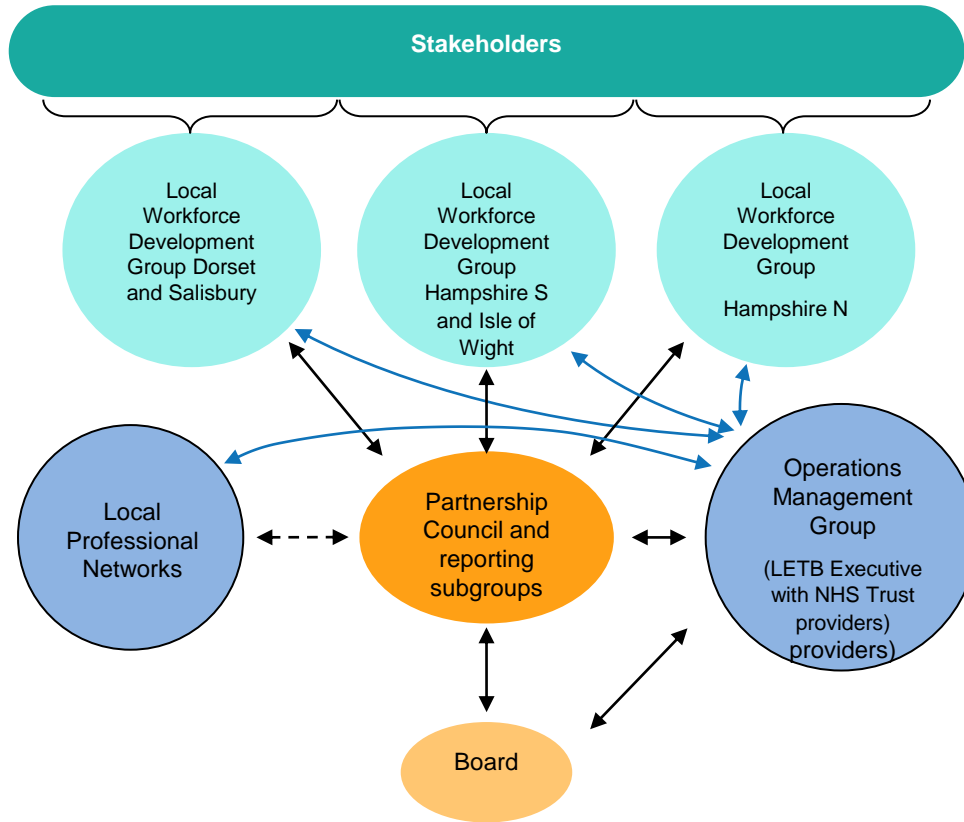 Stakeholders
Local
Workforce
Development
Group Dorset
and Salisbury
Local
Workforce
Development
Group
Hampshire S
and Isle of
Wight
Local
Workforce
Development
Group
Hampshire N
Local
Professional
Networks
Partnership
Council and
reporting
subgroups
Operations
Management
Group
(LETB Executive
with NHS Trust
providers)
providers)
Board